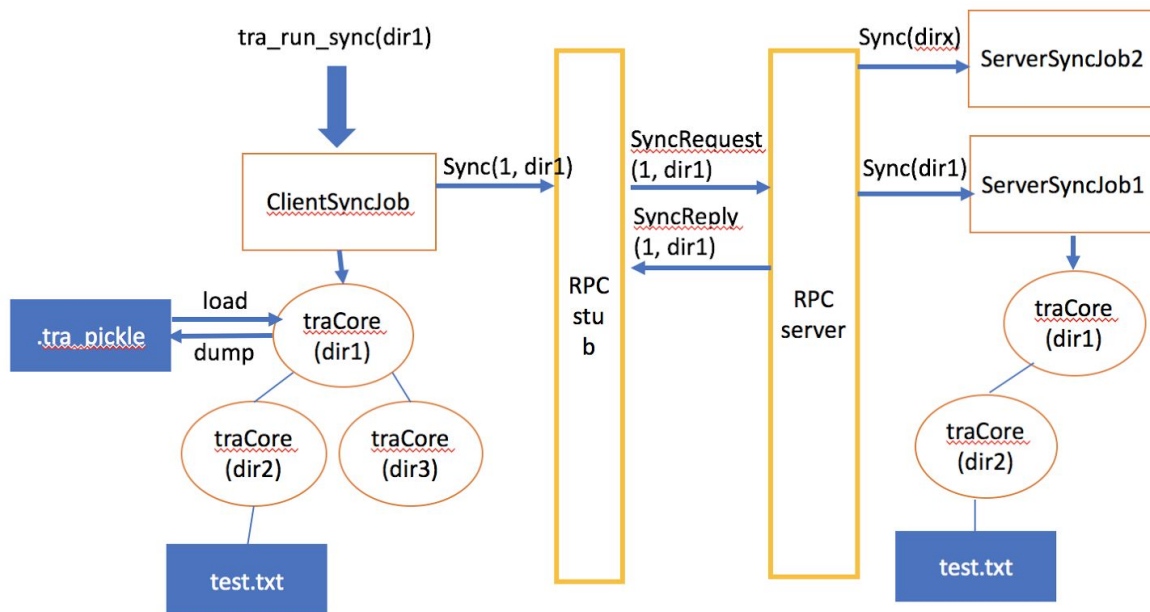 tra_run_sync(dir1)
Sync(dirx)
ServerSyncJob2
ClientSyncJob
Sync(1, dir1)
SyncRequest
(1, dir1)
SyncReply
(1, dir1)
Sync(dir1)
ServerSyncJob1
RPC
stu
b
RPC
server
.tra_pickle
load
dump
traCore
(dir1)
traCore
(dir2)
traCore
(dir3)
test.txt
traCore
(dir1)
traCore
(dir2)
test.txt